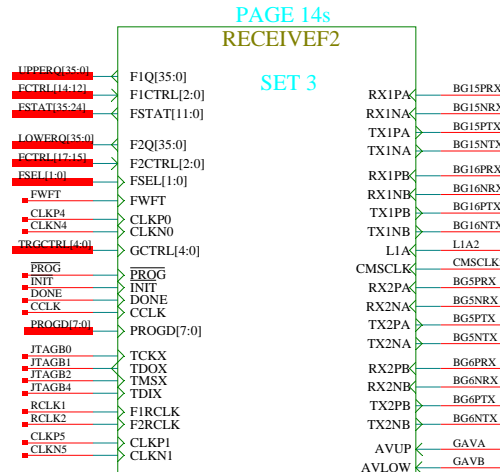 PAGE 14s
RECEIVEF2
SET 3
UPPERQ[35:0] F1Q[35:0]
FCTRL[14:12] F1CTRL[2:0]
FSTAT[35:24] FSTAT[11:0]
LOWERQ[35:0] F2Q[35:0]
FCTRL[17:15] F2CTRL[2:0]
FSEL[1:0] FSEL[1:0]
FWFT FWFT
CLKP4 CLKP0
CLKN4 CLKN0
TRGCTRL[4:0] GCTRL[4:0]
PROG PROG
INIT INIT
DONE DONE
CCLK CCLK
PROGD[7:0] PROGD[7:0]
JTAGB0 TCKX
JTAGB1 TDOX
JTAGB2 TMSX
JTAGB4 TDIX
RCLK1 F1RCLK
RCLK2 F2RCLK
CLKP5 CLKP1
CLKN5 CLKN1
RX1PA BG15PRX
RX1NA BG15NRX
TX1PA BG15PTX
TX1NA BG15NTX
RX1PB BG16PRX
RX1NB BG16NRX
TX1PB BG16PTX
TX1NB BG16NTX
L1A L1A2
CMSCLK CMSCLK
RX2PA BG5PRX
RX2NA BG5NRX
TX2PA BG5PTX
TX2NA BG5NTX
RX2PB BG6PRX
RX2NB BG6NRX
TX2PB BG6PTX
TX2NB BG6NTX
AVUP GAVA
AVLOW GAVB